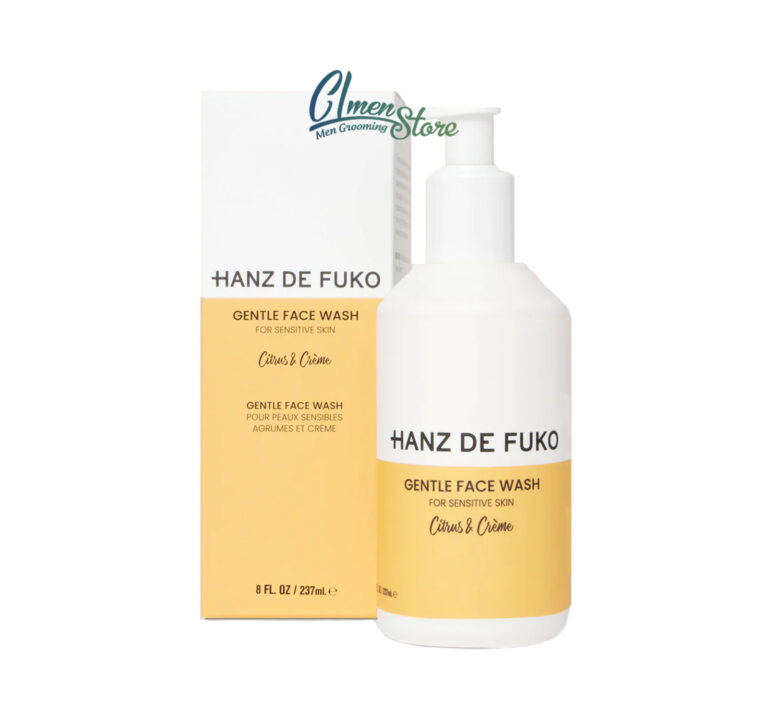 Clmen Store
Men Grooming
HANZ DE FUKO
GENTLE FACE WASH
FOR SENSITIVE SKIN
Citrus & Crème
GENTLE FACE WASH
POUR PEAUX SENSIBLES
AGRUMES ET CRÈME
8 FL. OZ / 237ml. ℮
HANZ DE FUKO
GENTLE FACE WASH
FOR SENSITIVE SKIN
Citrus & Crème